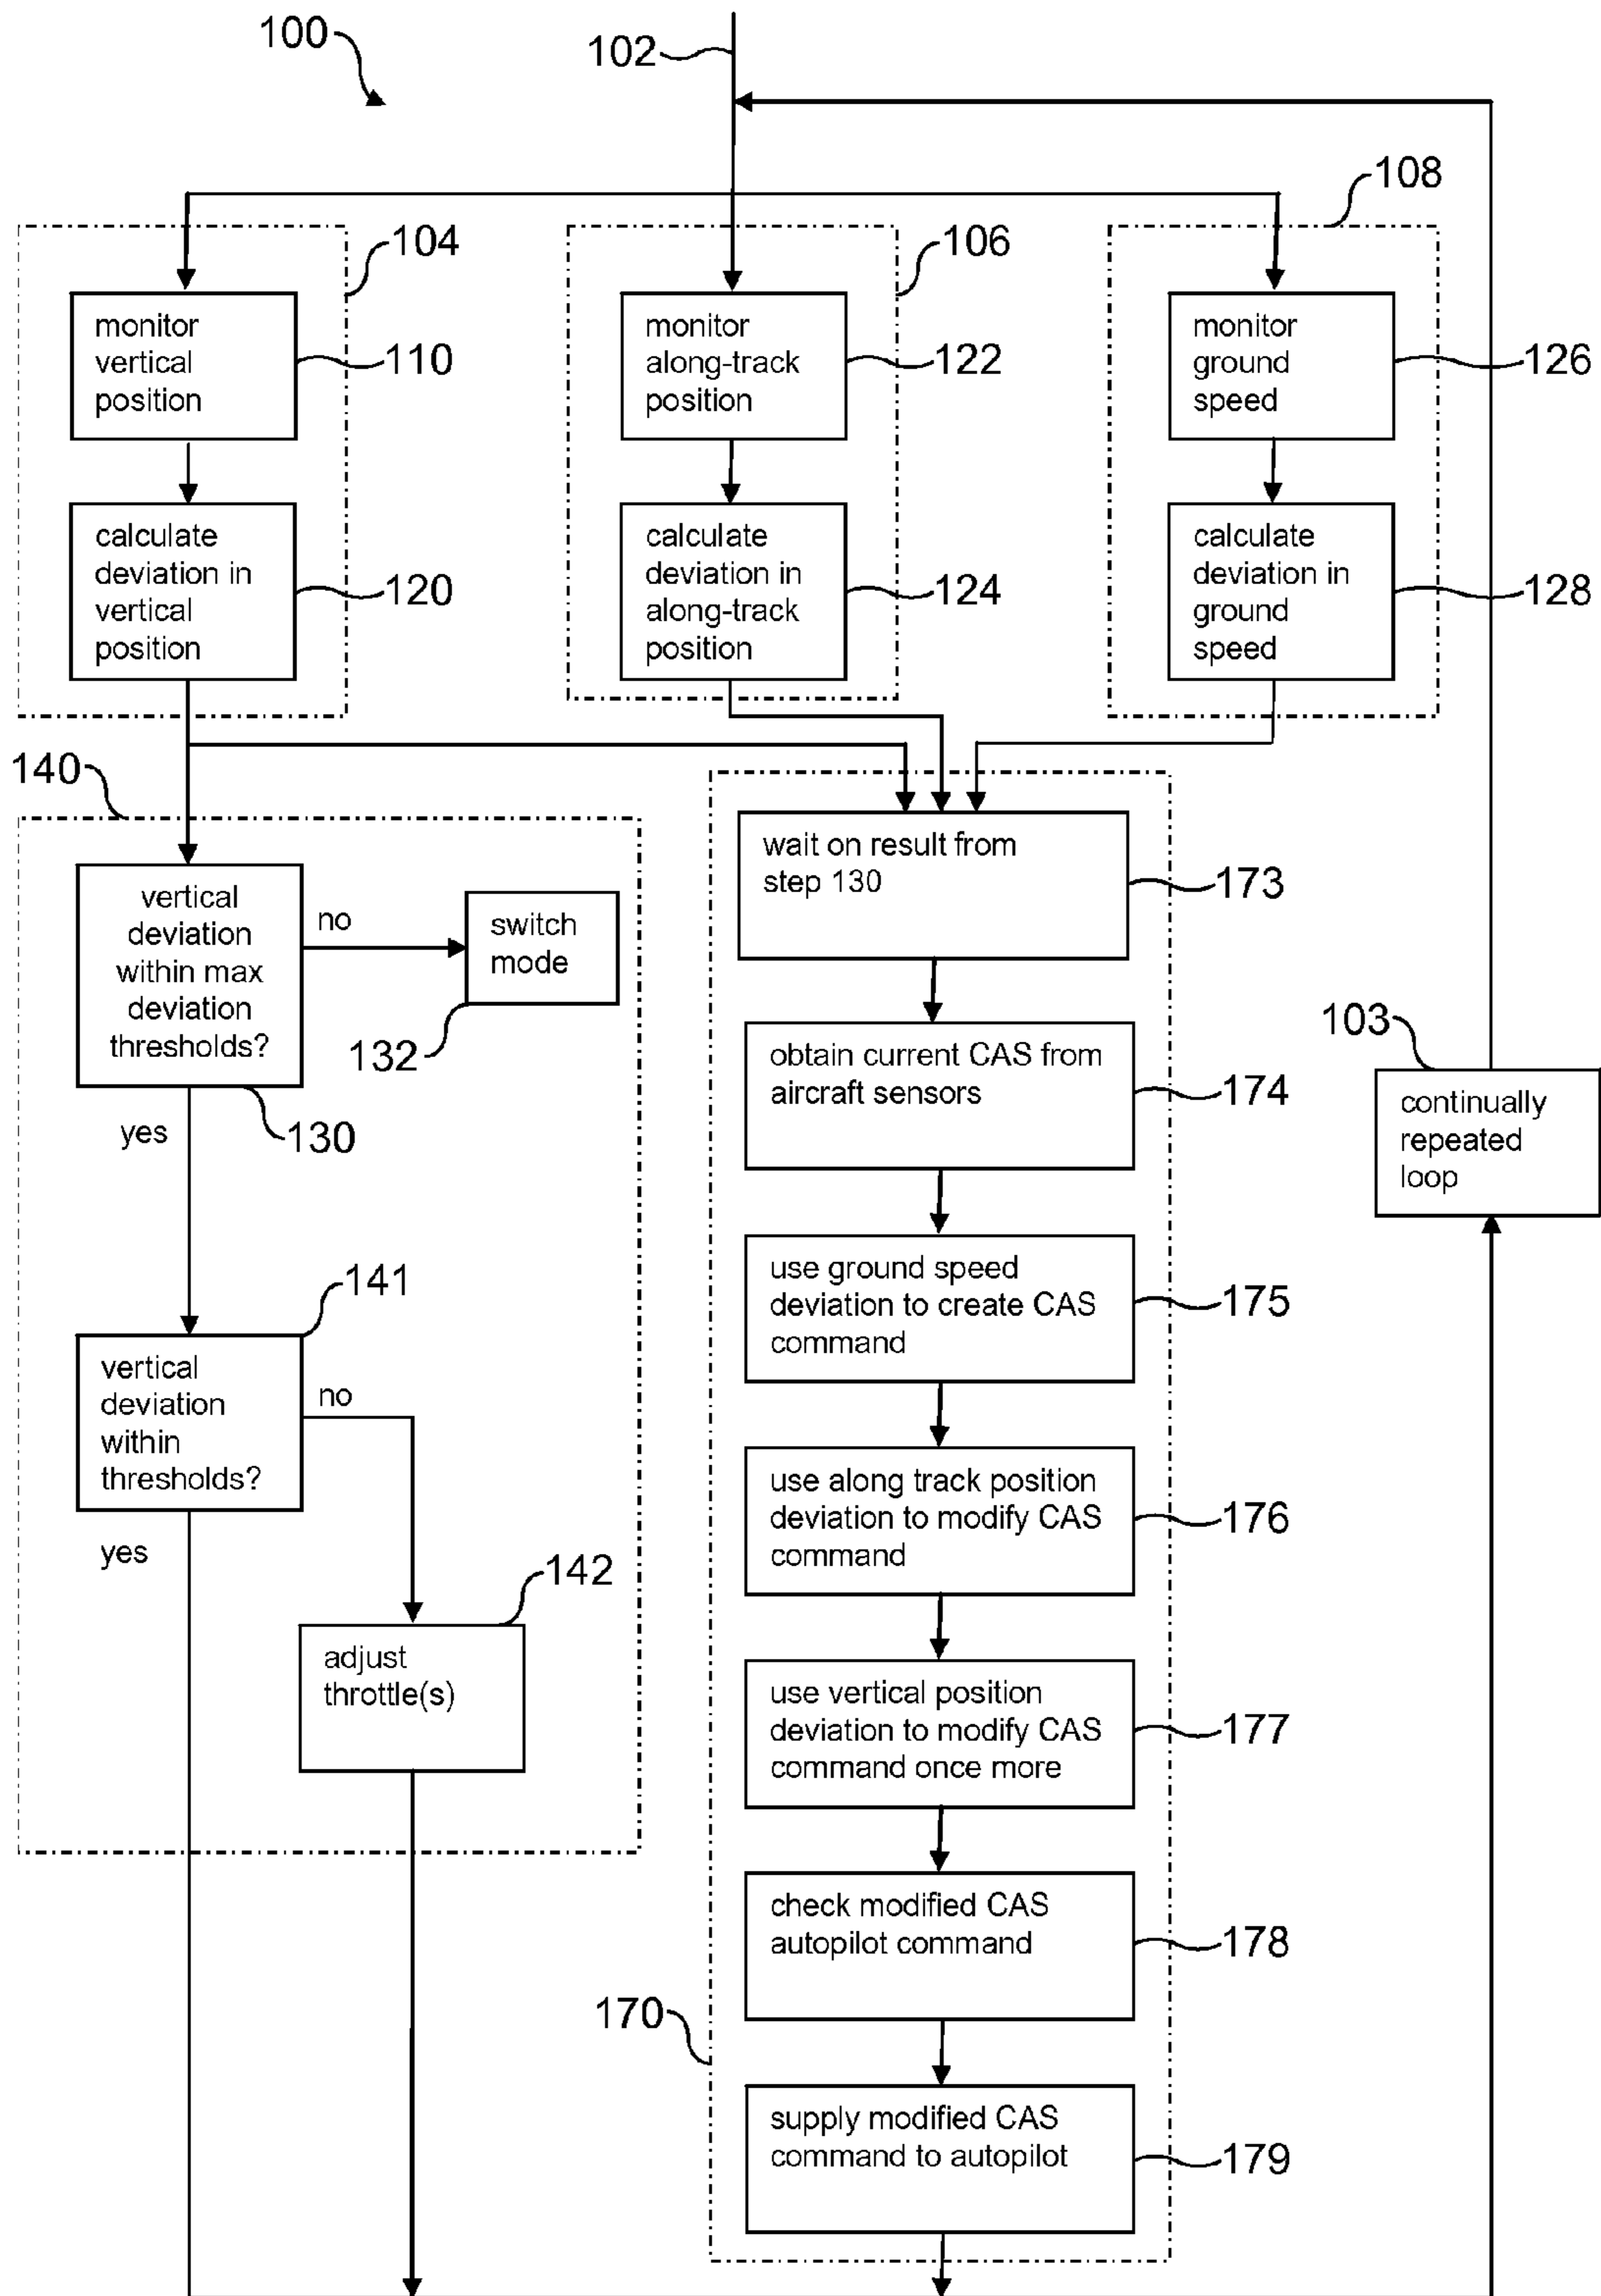 100
102
108
104
106
monitor
vertical
position
110
monitor
along-track
position
122
monitor
ground
speed
126
calculate
deviation in
vertical
position
120
calculate
deviation in
along-track
position
124
calculate
deviation in
ground
speed
128
140
vertical
deviation
within max
deviation
thresholds?
no
switch
mode
132
130
yes
wait on result from
step 130
173
obtain current CAS from
aircraft sensors
174
103
continually
repeated
loop
141
vertical
deviation
within
thresholds?
no
yes
142
adjust
throttle(s)
use ground speed
deviation to create CAS
command
175
use along track position
deviation to modify CAS
command
176
use vertical position
deviation to modify CAS
command once more
177
check modified CAS
autopilot command
178
170
supply modified CAS
command to autopilot
179